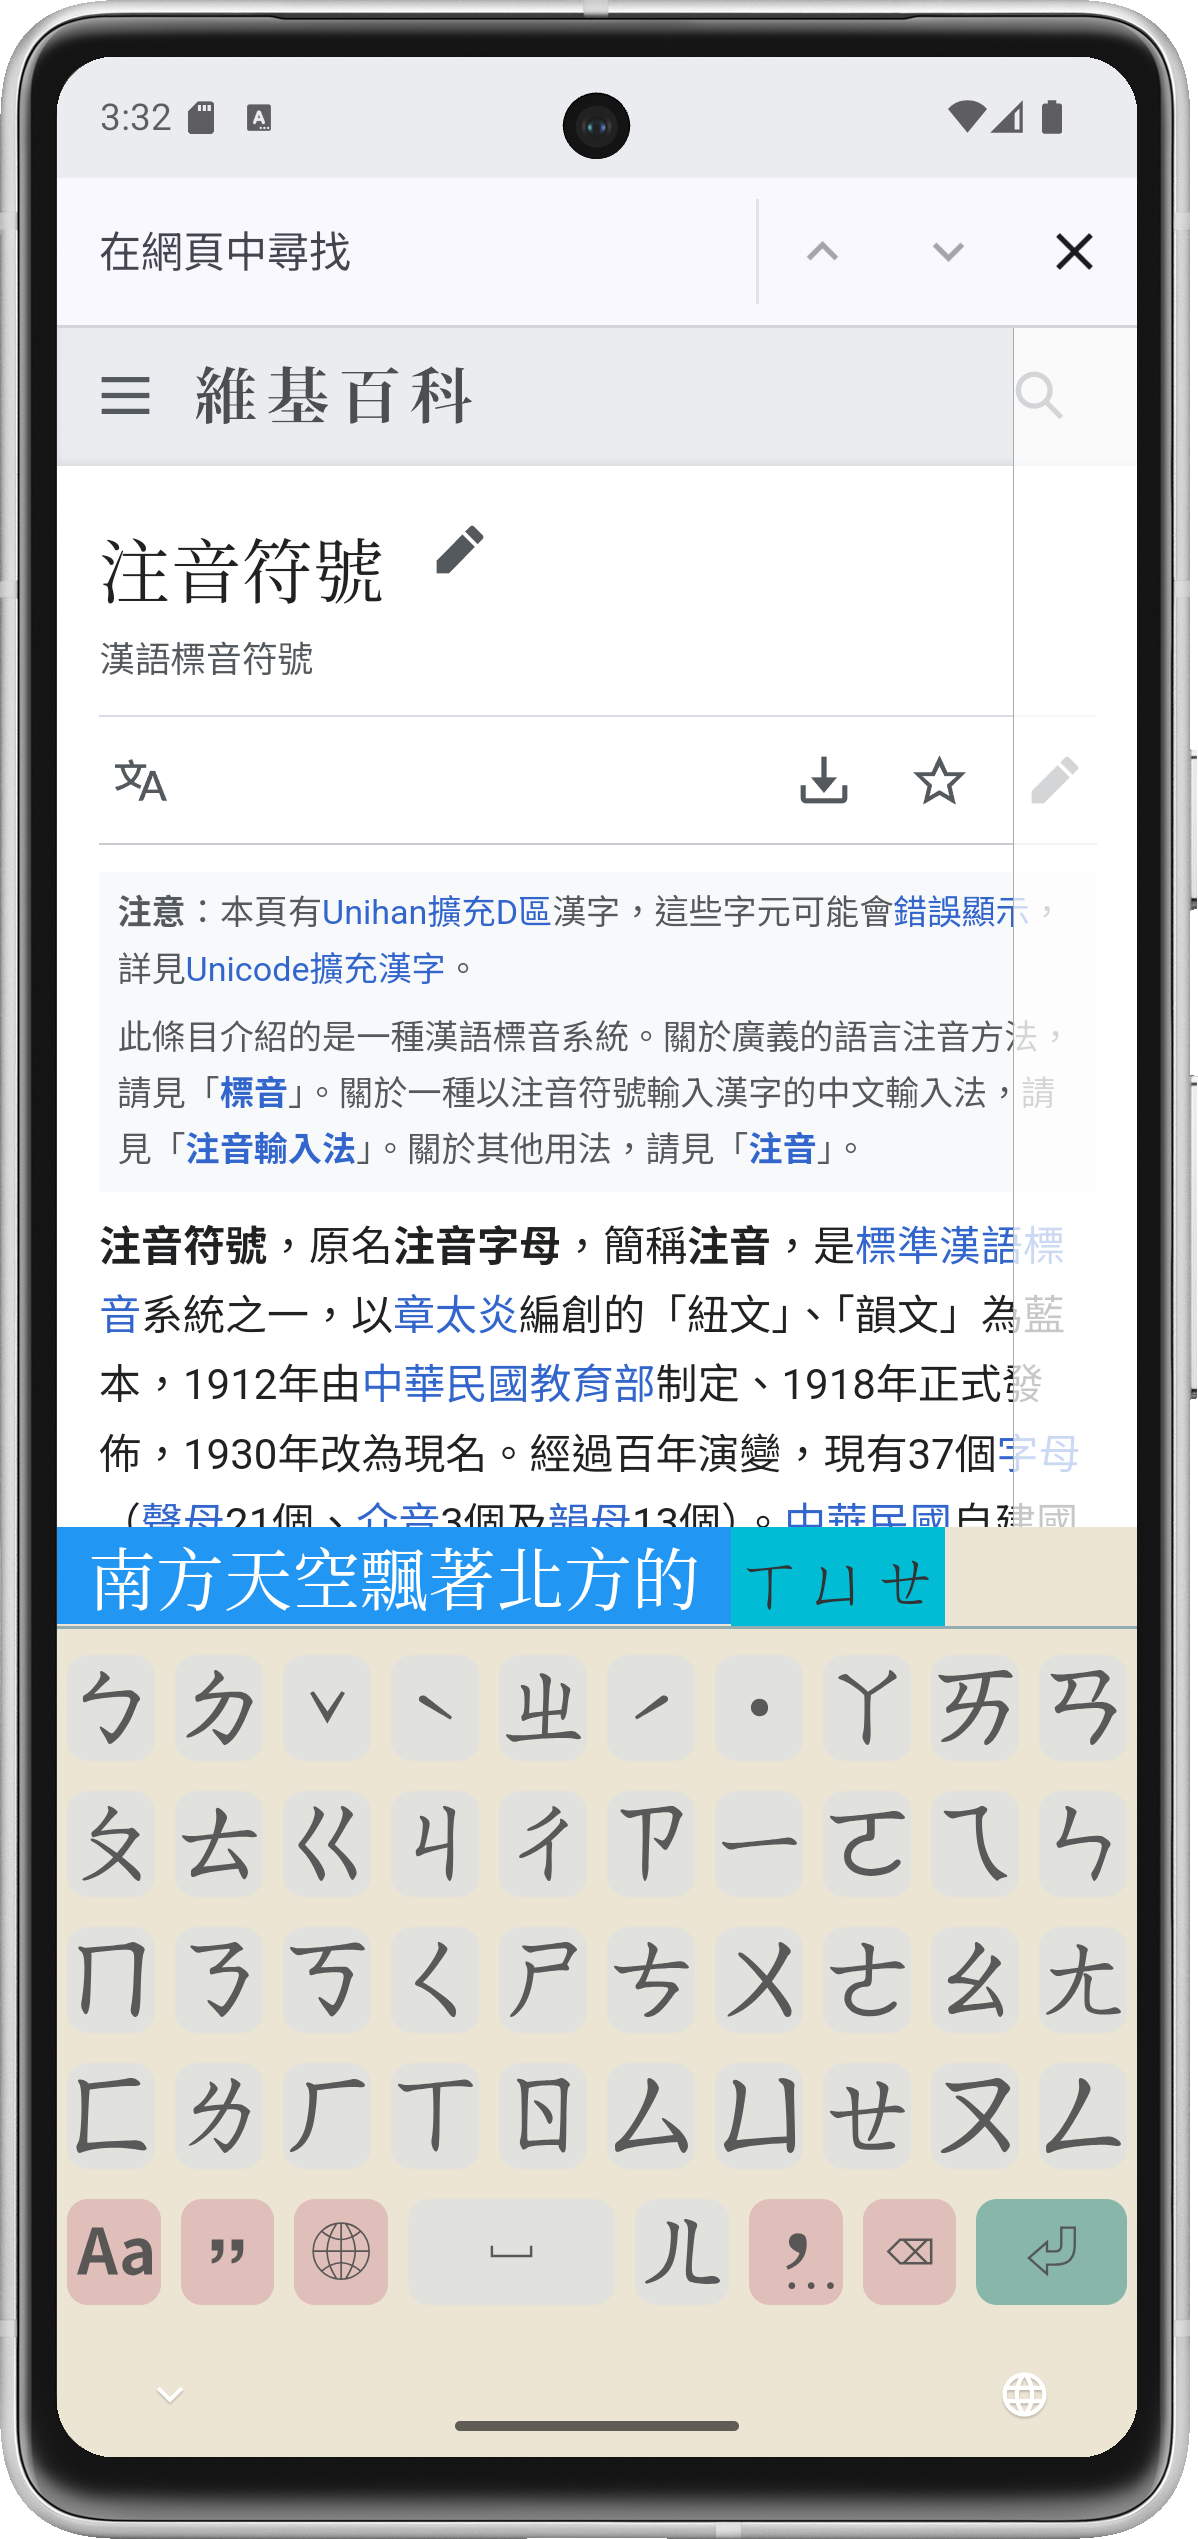 3:32
在網頁中尋找
維基百科
注音符號
漢語標音符號
注意：本頁有Unihan擴充D區漢字，這些字元可能會錯誤顯示，
詳見Unicode擴充漢字。
此條目介紹的是一種漢語標音系統。關於廣義的語言注音方法，
請見「標音」。關於一種以注音符號輸入漢字的中文輸入法，請
見「注音輸入法」。關於其他用法，請見「注音」。
注音符號，原名注音字母，簡稱注音，是標準漢語標
音系統之一，以章太炎編創的「紐文」、「韻文」為藍
本，1912年由中華民國教育部制定、1918年正式發
佈，1930年改為現名。經過百年演變，現有37個字母
（聲母21個、介音3個及韻母13個）。中華民國自建國
南方天空飄著北方的 ㄒㄩㄝ
ㄅ ㄉ ˇ ˋ ㄓ ˊ ˙ ㄚ ㄞ ㄢ
ㄆ ㄊ ㄍ ㄐ ㄔ ㄗ ㄧ ㄛ ㄟ ㄣ
ㄇ ㄋ ㄎ ㄑ ㄕ ㄘ ㄨ ㄜ ㄠ ㄤ
ㄈ ㄌ ㄏ ㄒ ㄖ ㄙ ㄩ ㄝ ㄡ ㄥ
Aa ” ㄦ ，…